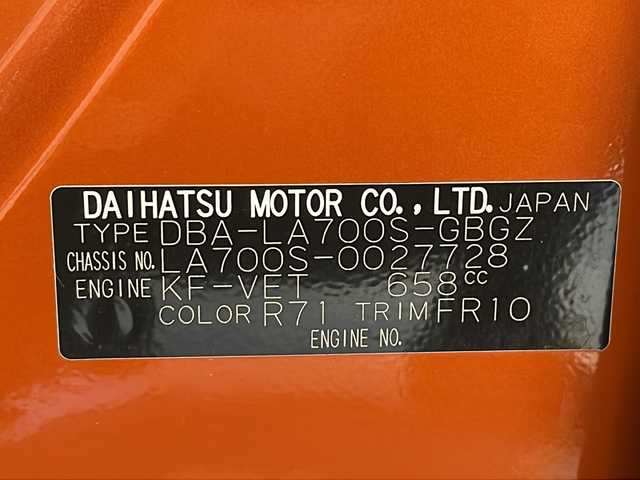 DAIHATSU MOTOR CO., LTD. JAPAN
TYPE DBA-LA700S-GBGZ
CHASSIS NO. LA700S-0027728
ENGINE KF-VET 658cc
COLOR R71 TRIM FR10
ENGINE NO.